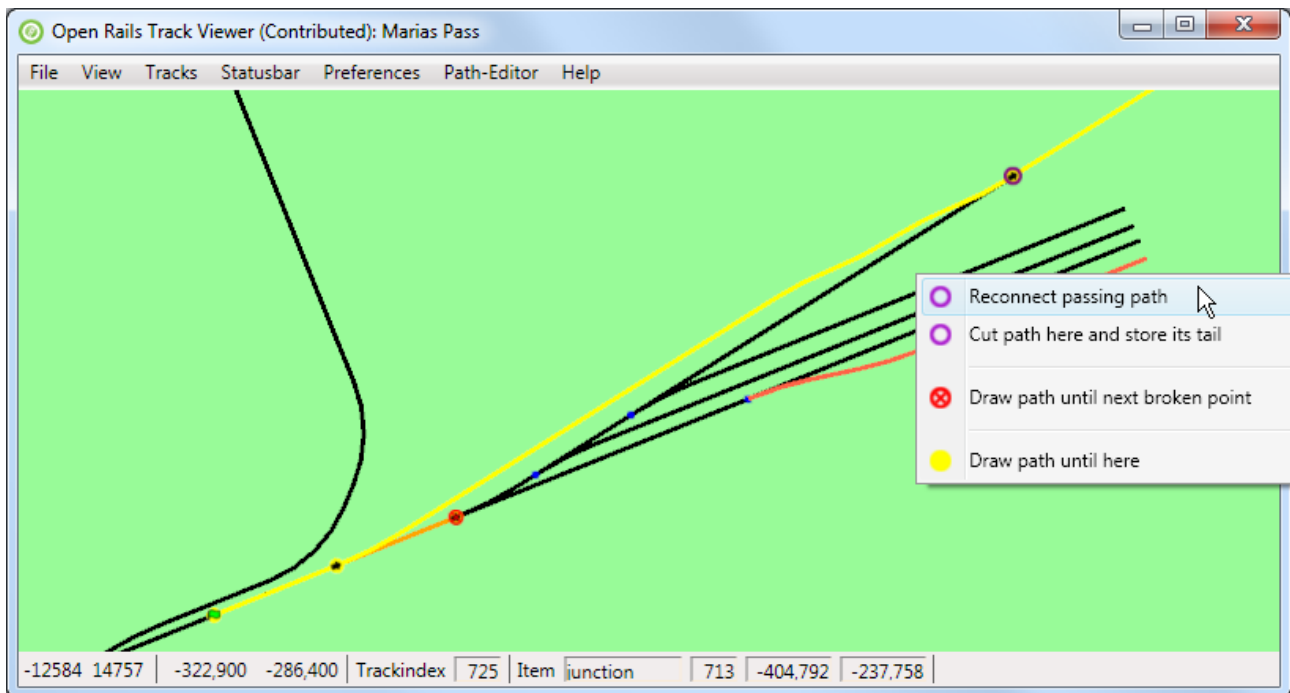 Open Rails Track Viewer (Contributed): Marias Pass
File View Tracks Statusbar Preferences Path-Editor Help
Reconnect passing path
Cut path here and store its tail
Draw path until next broken point
Draw path until here
-12584 14757 -322,900 -286,400 Trackindex 725 Item junction 713 -404,792 -237,758